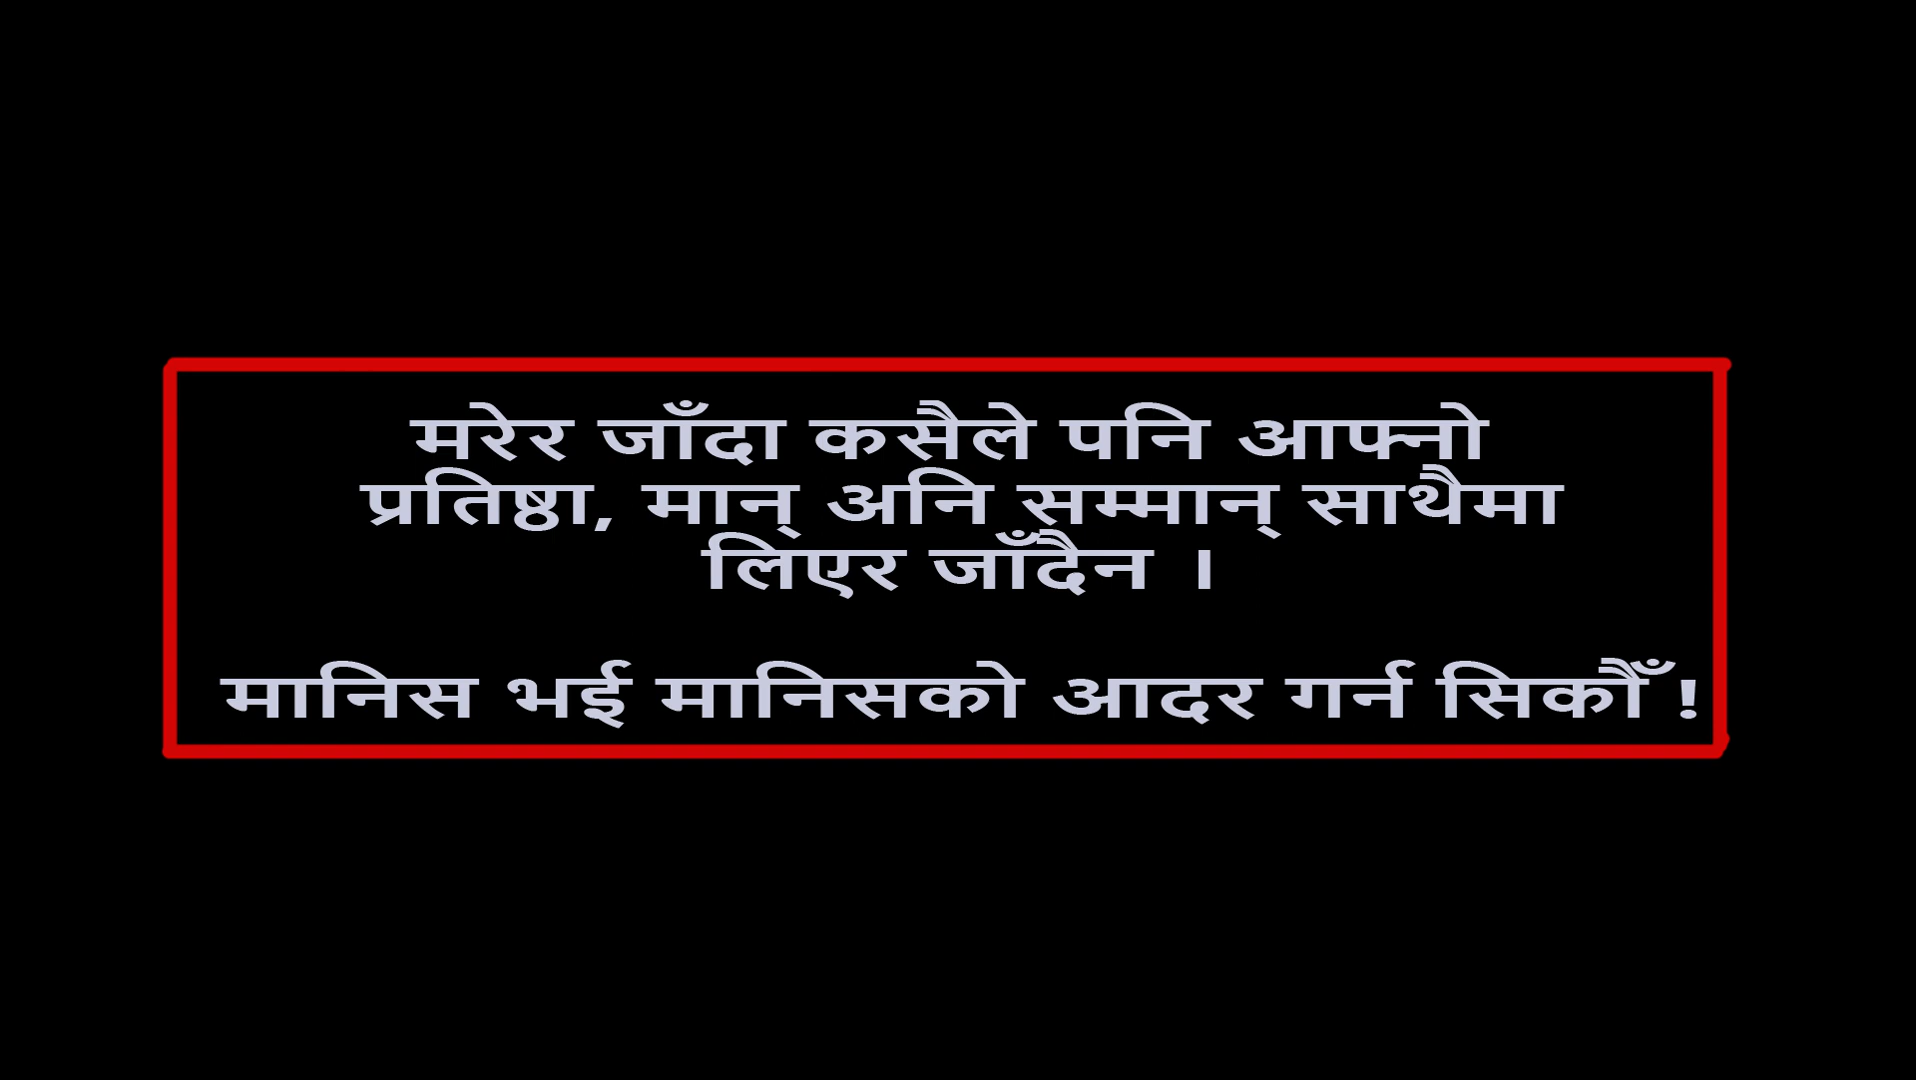 मरेर जाँदा कसैले पनि आफ्नो
प्रतिष्ठा, मान् अनि सम्मान् साथैमा
लिएर जाँदैन ।
मानिस भई मानिसको आदर गर्न सिकौँ !